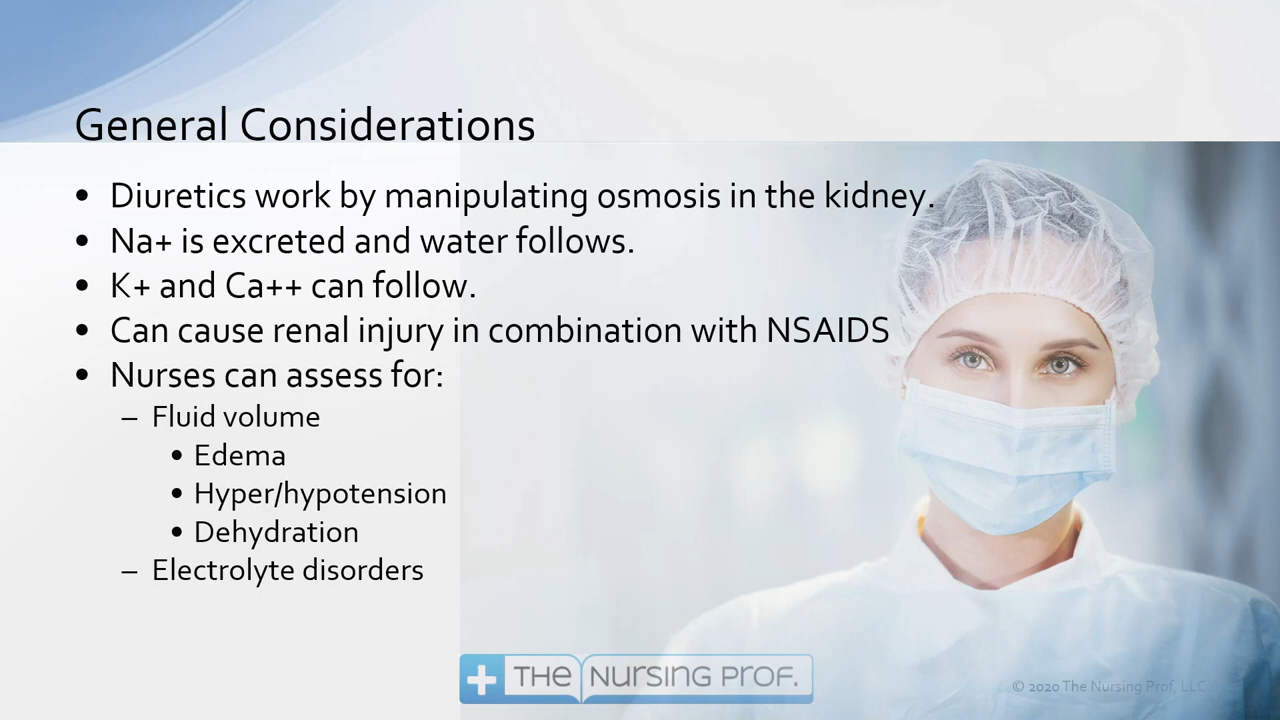 General Considerations
• Diuretics work by manipulating osmosis in the kidney.
• Na+ is excreted and water follows.
• K+ and Ca++ can follow.
• Can cause renal injury in combination with NSAIDS
• Nurses can assess for:
– Fluid volume
• Edema
• Hyper/hypotension
• Dehydration
– Electrolyte disorders
THE NURSING PROF.
© 2020 The Nursing Prof, LLC.